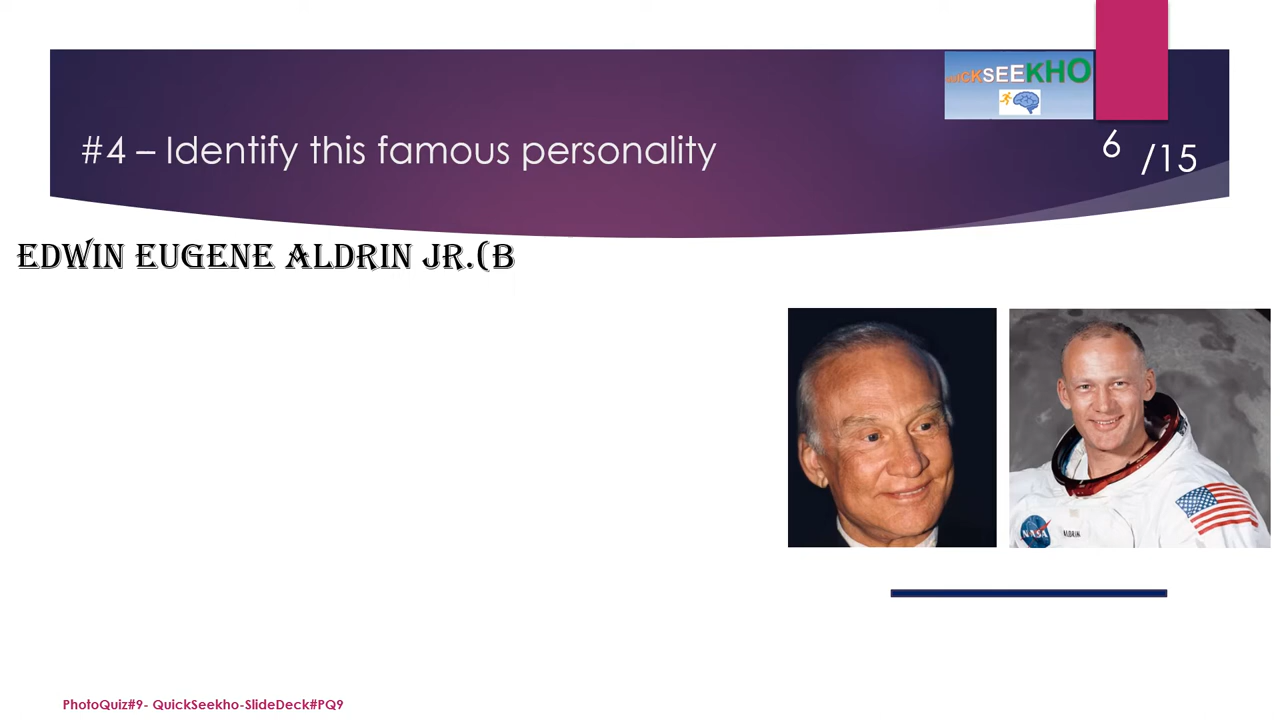 QUICKSEEKHO
#4 – Identify this famous personality
6 /15
EDWIN EUGENE ALDRIN JR.(B
NASA
ALDRIN
PhotoQuiz#9- QuickSeekho-SlideDeck#PQ9